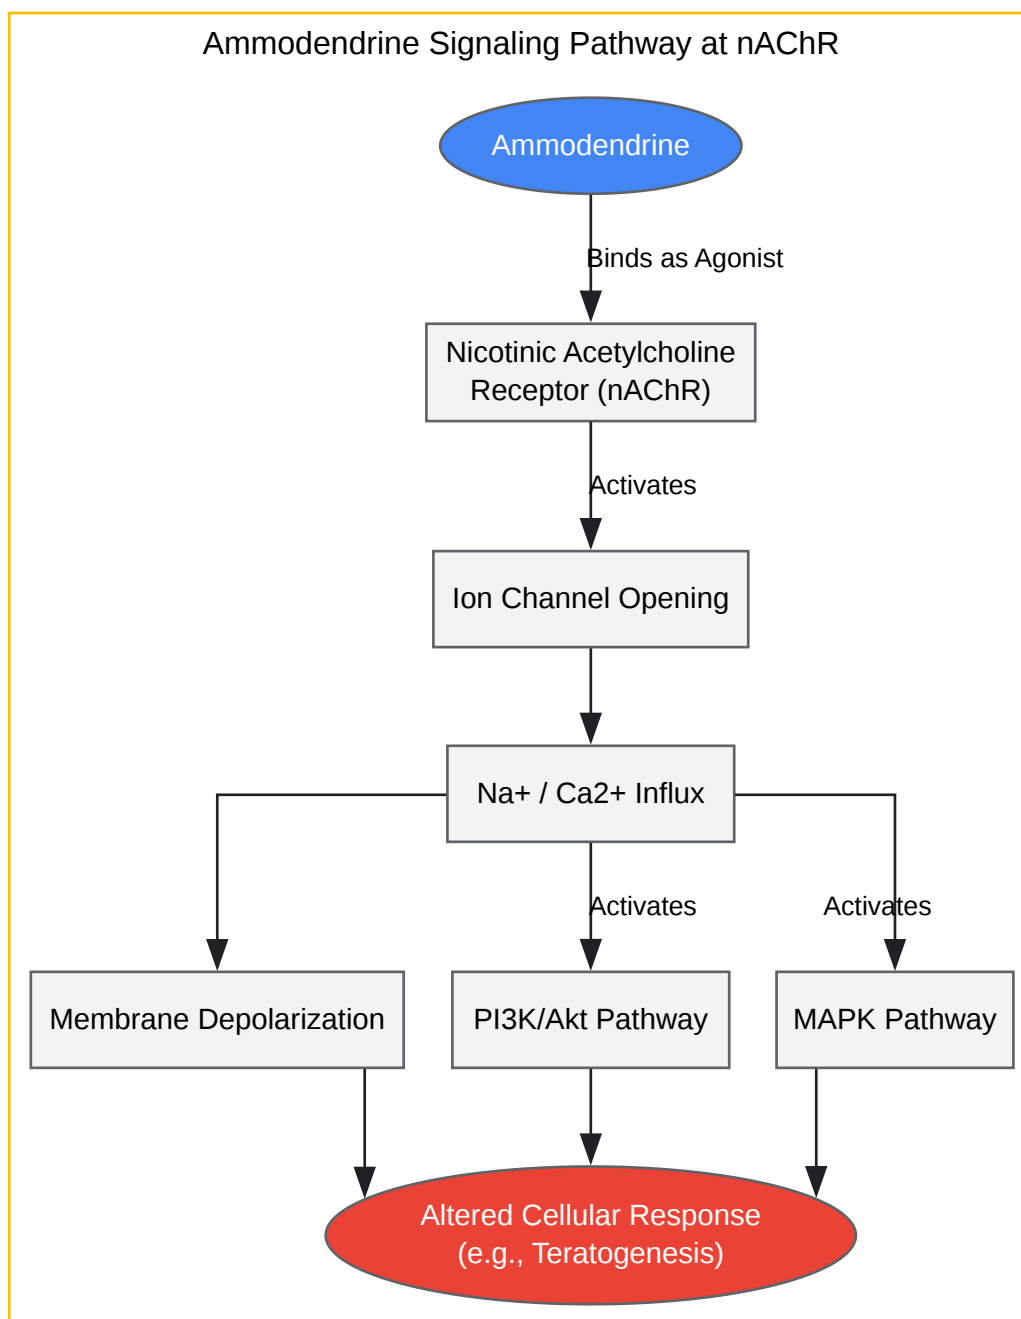 Ammodendrine Signaling Pathway at nAChR
Ammodendrine
Binds as Agonist
Nicotinic Acetylcholine
Receptor (nAChR)
Activates
Ion Channel Opening
Na+ / Ca2+ Influx
Activates
Activates
Membrane Depolarization
PI3K/Akt Pathway
MAPK Pathway
Altered Cellular Response
(e.g., Teratogenesis)